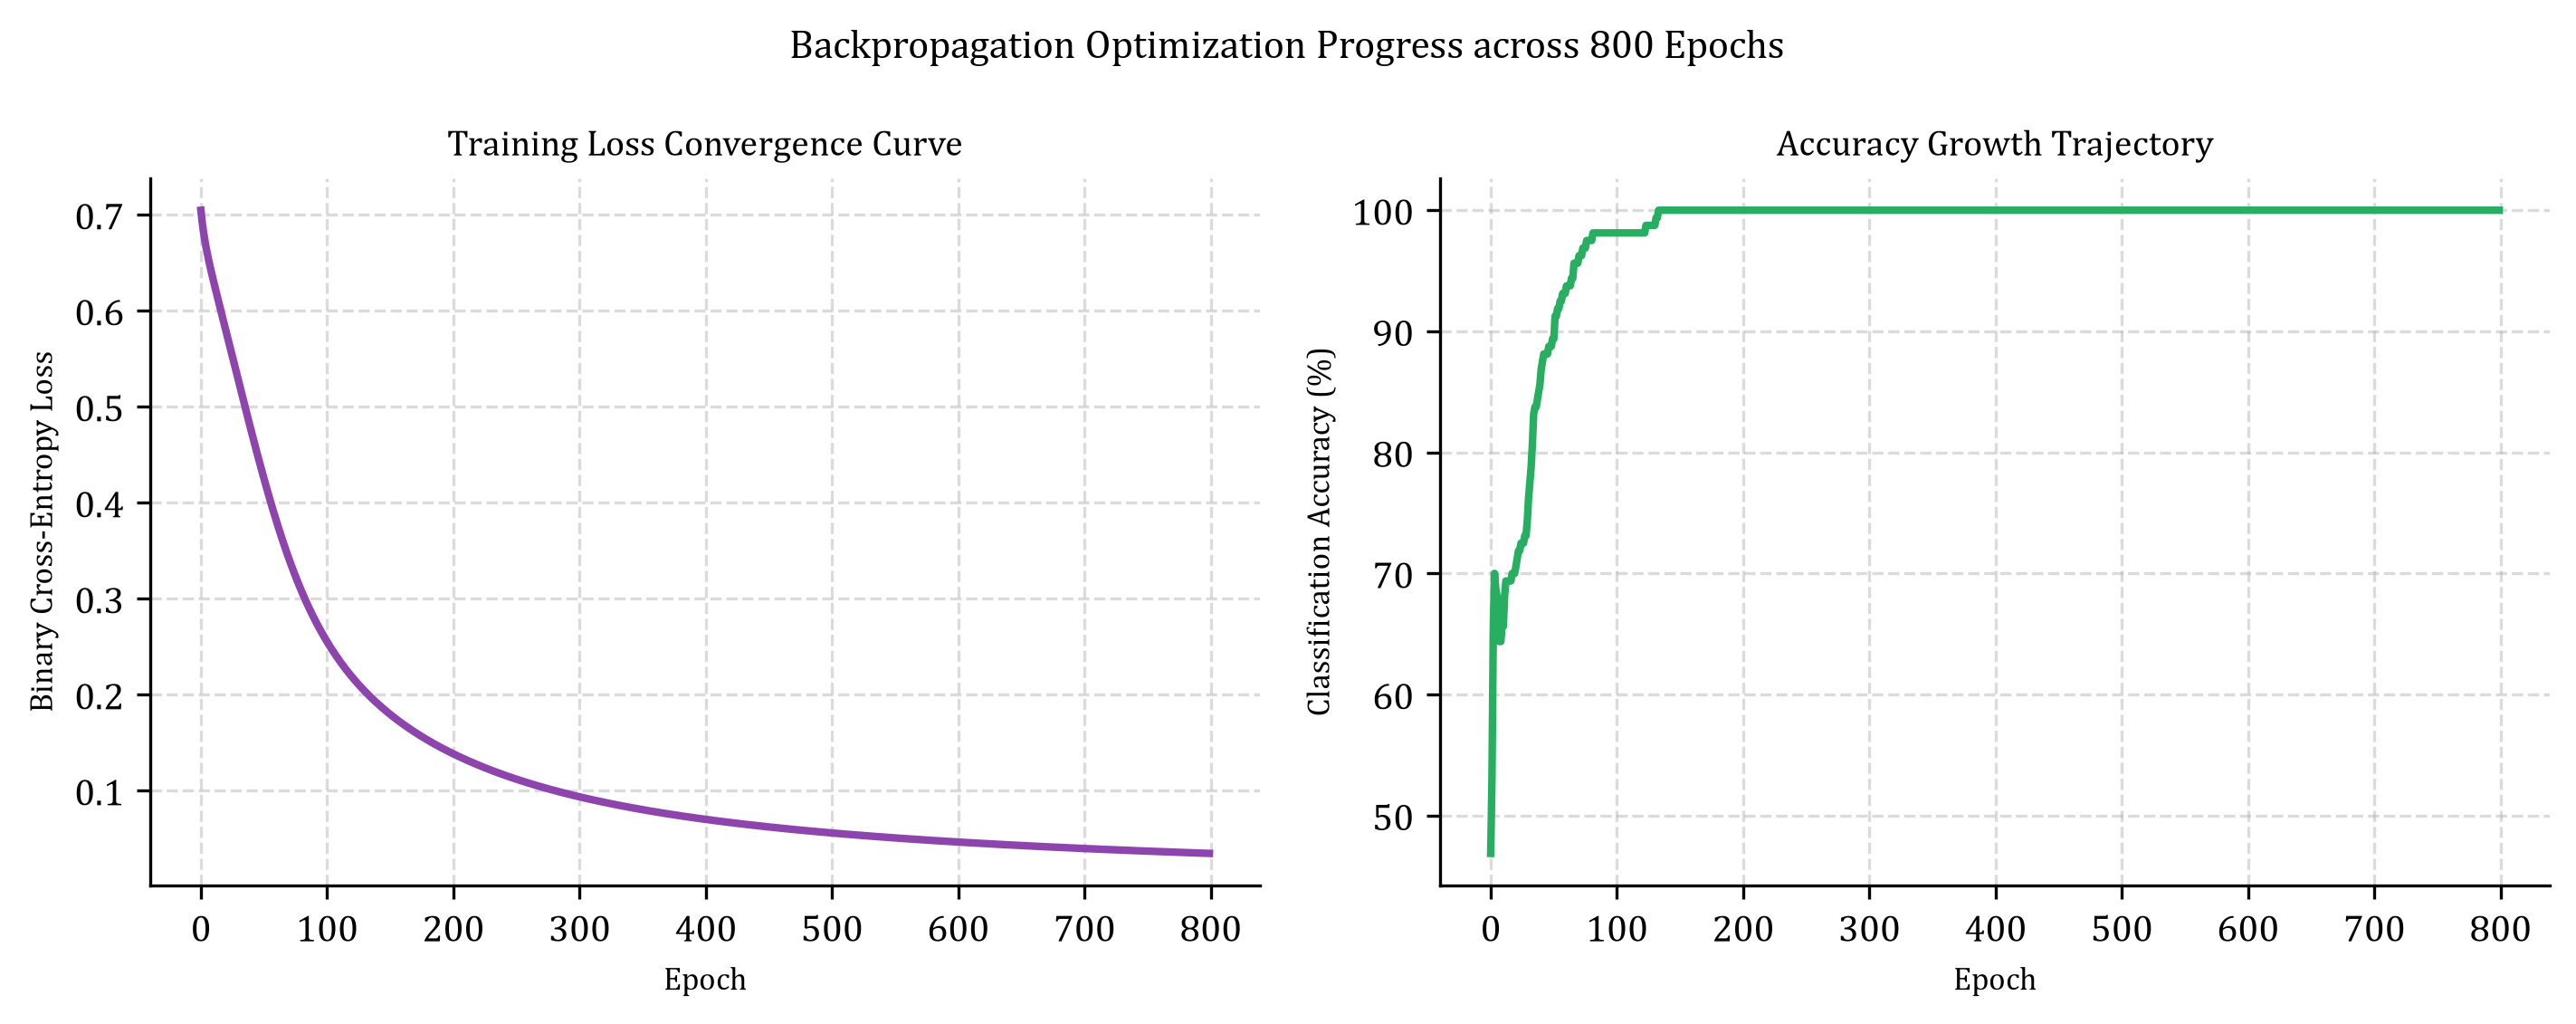 Backpropagation Optimization Progress across 800 Epochs
Training Loss Convergence Curve
Binary Cross-Entropy Loss
0.7
0.6
0.5
0.4
0.3
0.2
0.1
0 100 200 300 400 500 600 700 800
Epoch
Accuracy Growth Trajectory
Classification Accuracy (%)
100
90
80
70
60
50
0 100 200 300 400 500 600 700 800
Epoch